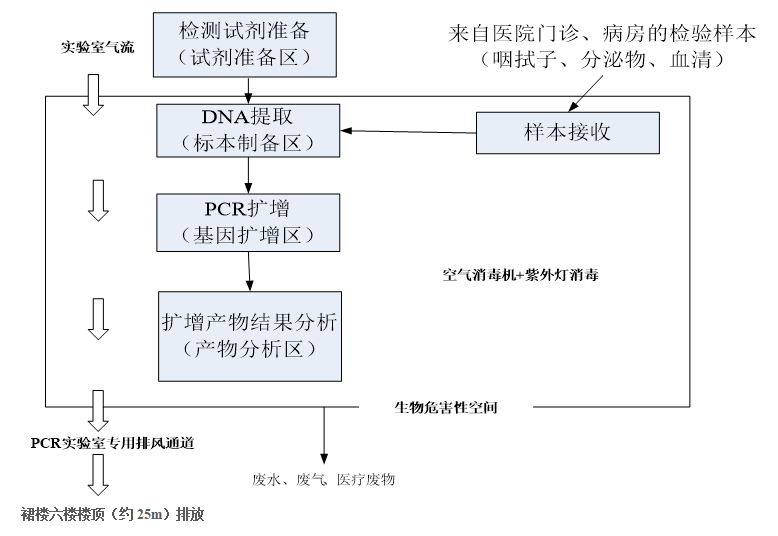 检测试剂准备
（试剂准备区）
来自医院门诊、病房的检验样本
（咽拭子、分泌物、血清）
实验室气流
DNA提取
（标本制备区）
样本接收
PCR扩增
（基因扩增区）
空气消毒机+紫外灯消毒
扩增产物结果分析
（产物分析区）
生物危害性空间
PCR实验室专用排风通道
废水、废气、医疗废物
裙楼六楼楼顶（约 25m）排放